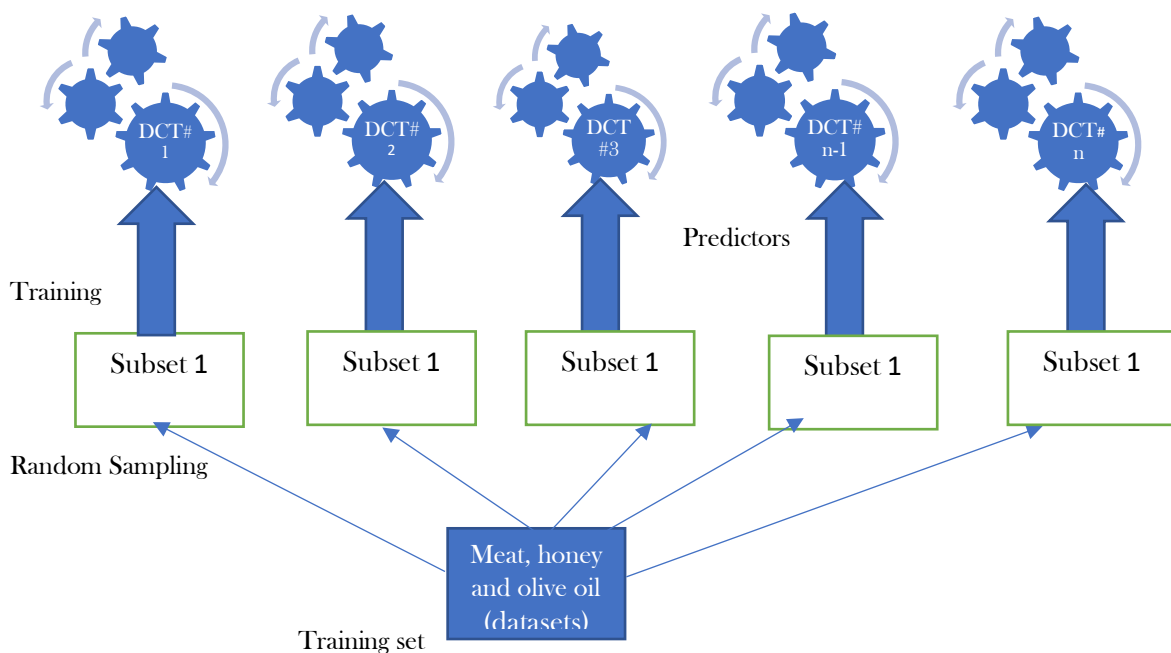 DCT#
1
DCT#
2
DCT
#3
DCT#
n-1
DCT#
n
Predictors
Training
Subset 1
Subset 1
Subset 1
Subset 1
Subset 1
Random Sampling
Meat, honey
and olive oil
(datasets)
Training set